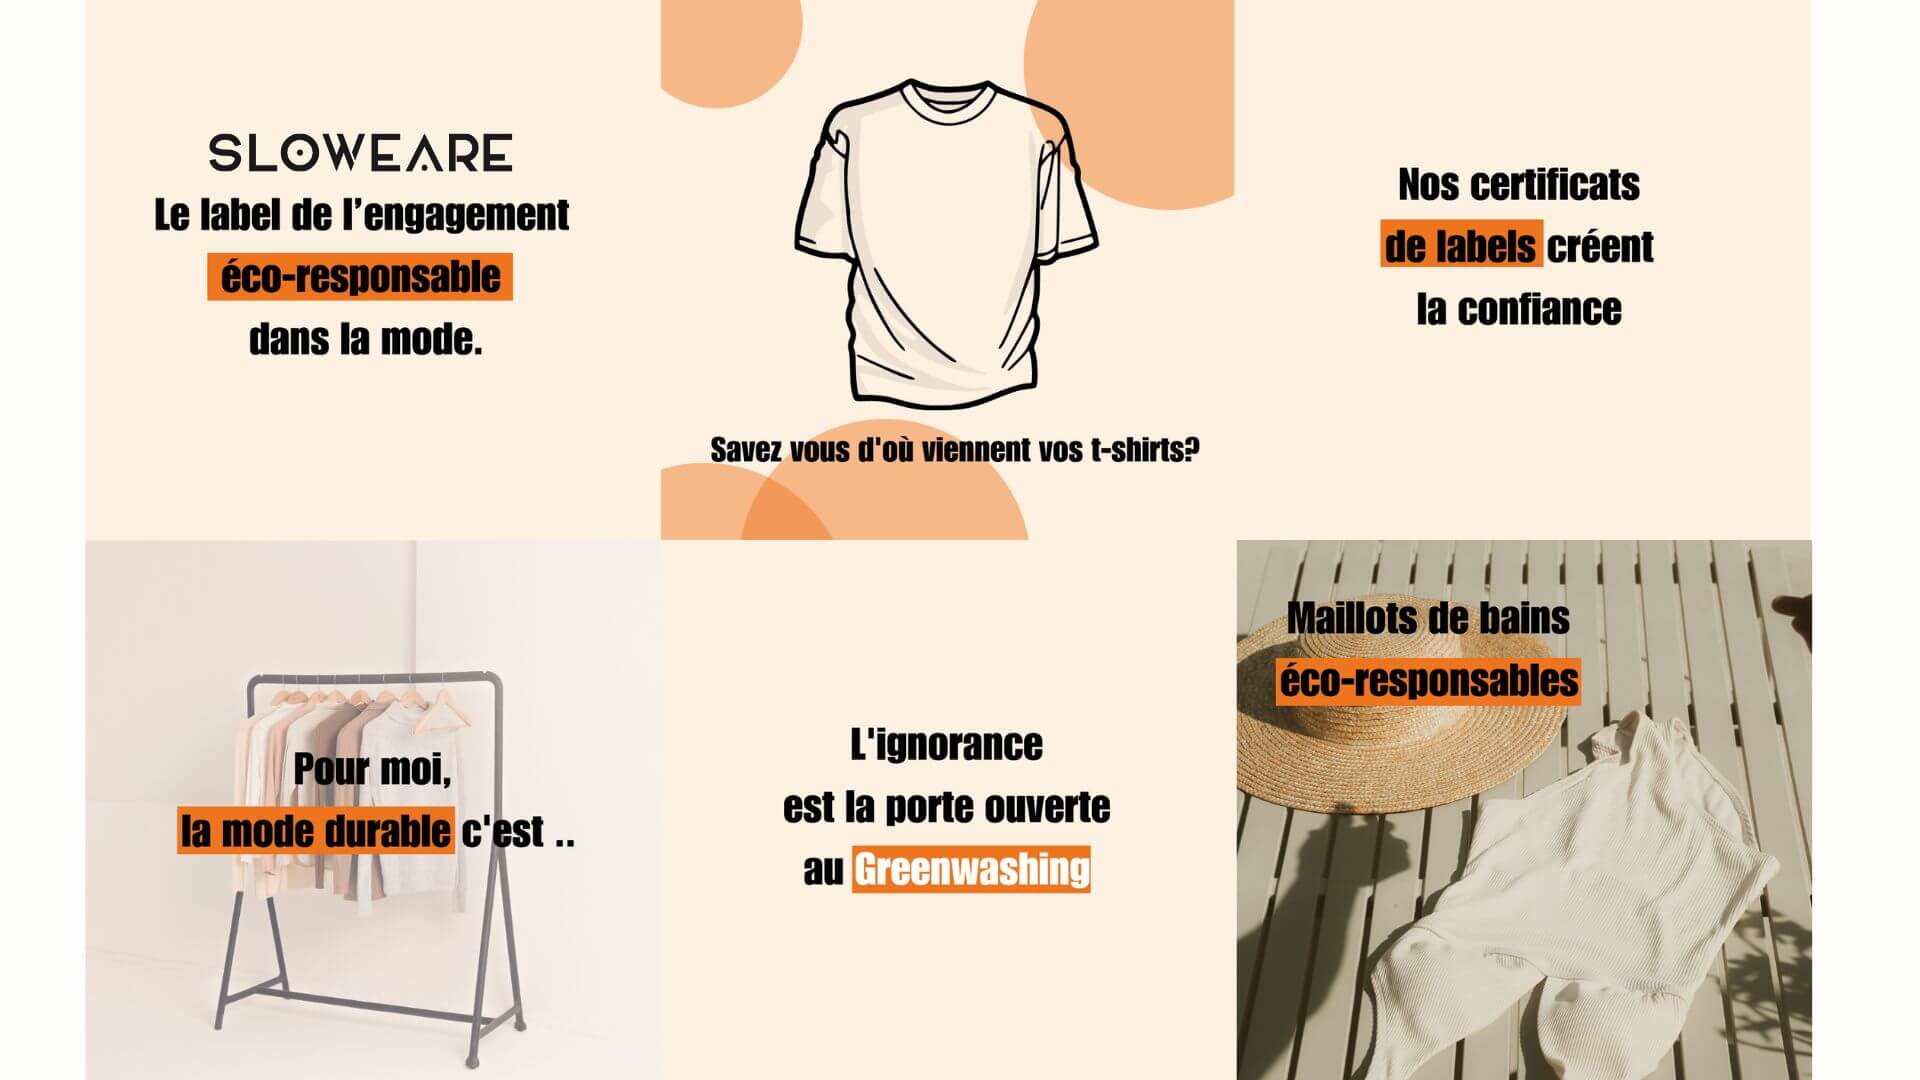 SLOWEARE
Le label de l’engagement
éco-responsable
dans la mode.
Savez vous d'où viennent vos t-shirts?
Nos certificats
de labels créent
la confiance
Pour moi,
la mode durable c'est ..
L'ignorance
est la porte ouverte
au Greenwashing
Maillots de bains
éco-responsables